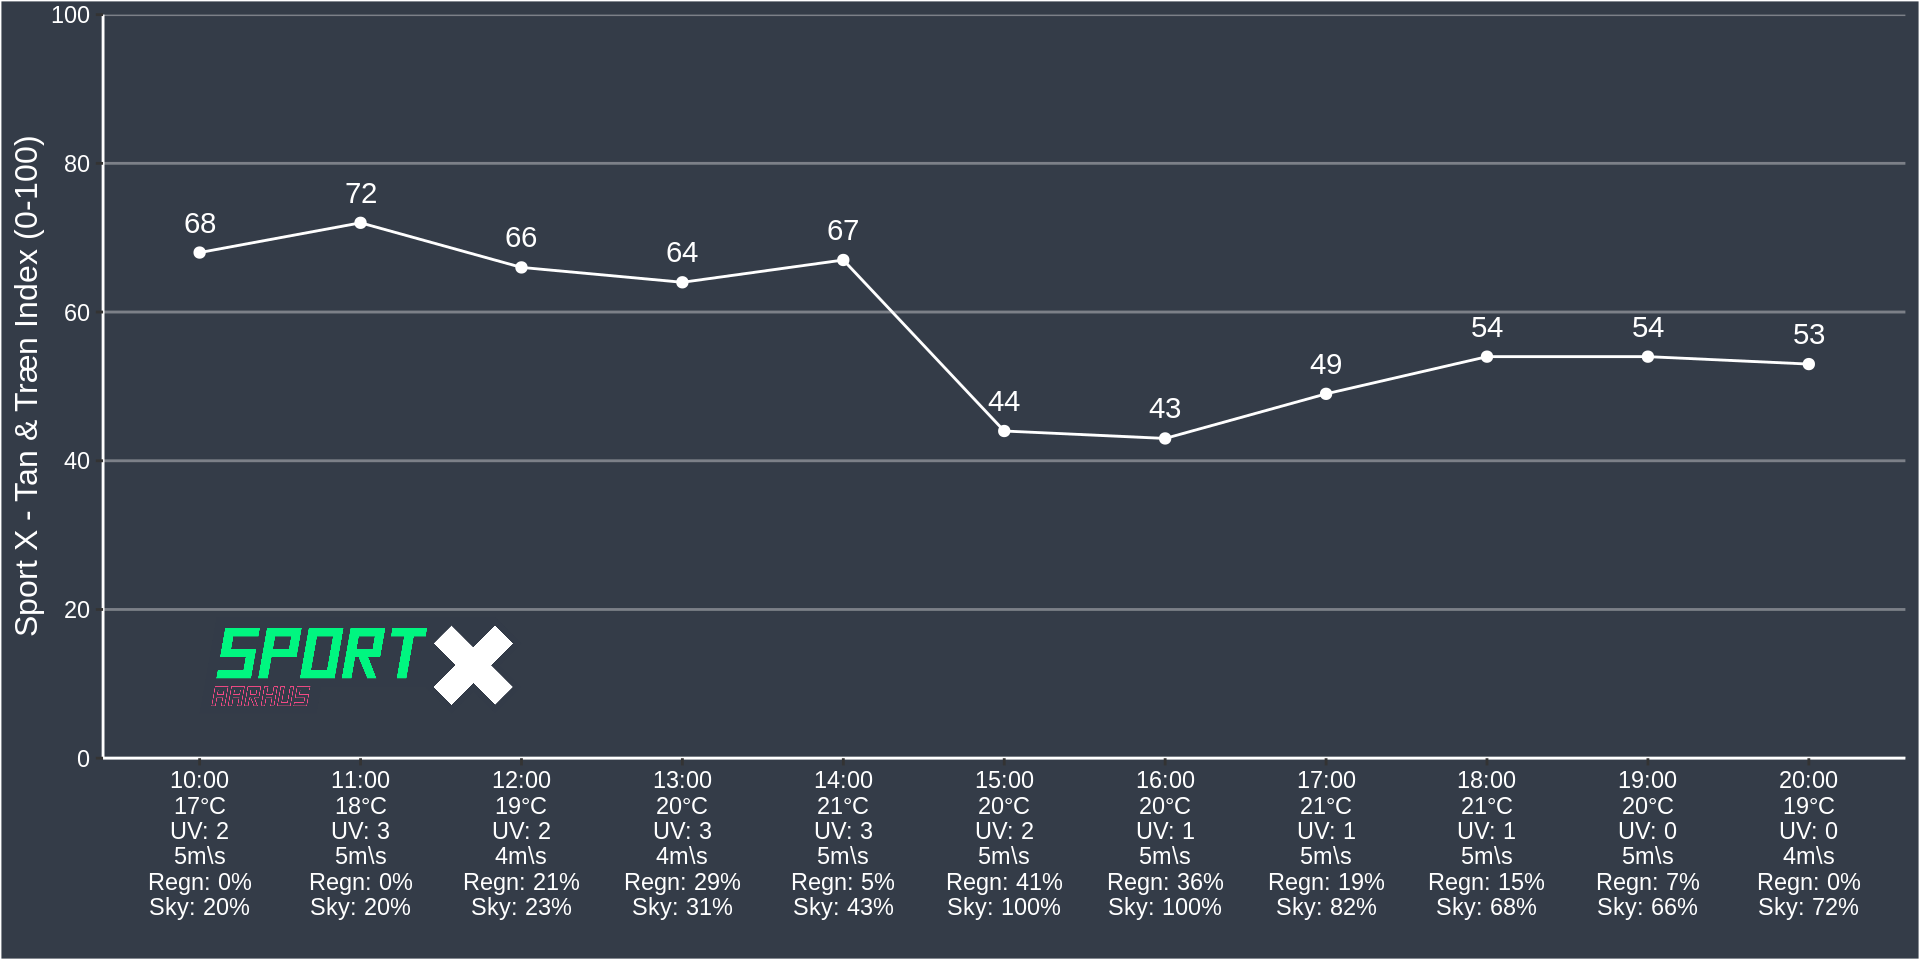 Sport X - Tan & Træn Index (0-100)
100
80
60
40
20
0
68
72
66
64
67
44
43
49
54
54
53
SPORT X
AARHUS
10:00 11:00 12:00 13:00 14:00 15:00 16:00 17:00 18:00 19:00 20:00
17°C 18°C 19°C 20°C 21°C 20°C 20°C 21°C 21°C 20°C 19°C
UV: 2 UV: 3 UV: 2 UV: 3 UV: 3 UV: 2 UV: 1 UV: 1 UV: 1 UV: 0 UV: 0
5m\s 5m\s 4m\s 4m\s 5m\s 5m\s 5m\s 5m\s 5m\s 5m\s 4m\s
Regn: 0% Regn: 0% Regn: 21% Regn: 29% Regn: 5% Regn: 41% Regn: 36% Regn: 19% Regn: 15% Regn: 7% Regn: 0%
Sky: 20% Sky: 20% Sky: 23% Sky: 31% Sky: 43% Sky: 100% Sky: 100% Sky: 82% Sky: 68% Sky: 66% Sky: 72%